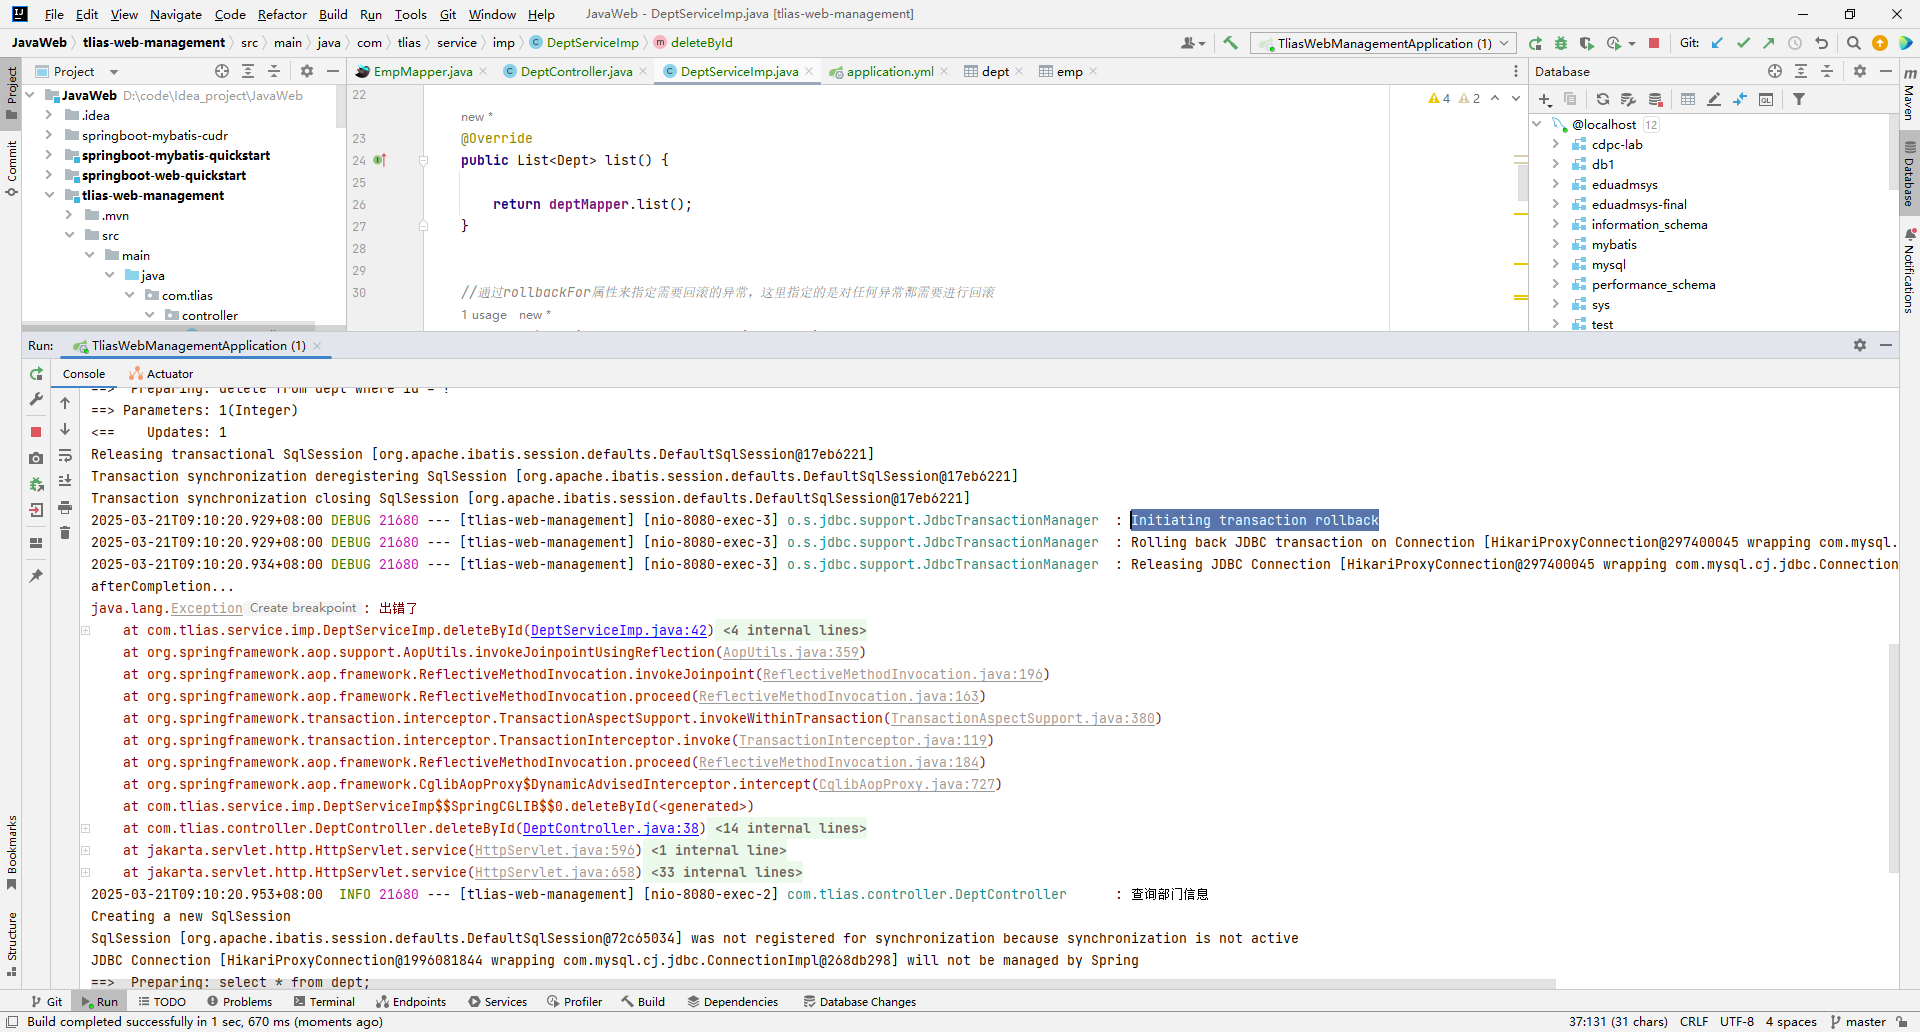 File Edit View Navigate Code Refactor Build Run Tools Git Window Help JavaWeb - DeptServiceImp.java [tlias-web-management]
JavaWeb tlias-web-management src main java com tlias service imp DeptServiceImp deleteById TliasWebManagementApplication (1) Git:
Project EmpMapper.java DeptController.java DeptServiceImp.java application.yml dept emp Database
Project
Commit
Bookmarks
Structure
JavaWeb D:\code\Idea_project\JavaWeb
.idea
springboot-mybatis-cudr
springboot-mybatis-quickstart
springboot-web-quickstart
tlias-web-management
.mvn
src
main
java
com.tlias
controller
22
new *
23 @Override
24 public List<Dept> list() {
25
26 return deptMapper.list();
27 }
28
29
30 //通过rollbackFor属性来指定需要回滚的异常，这里指定的是对任何异常都需要进行回滚
1 usage new *
4 2
@localhost 12
cdpc-lab
db1
eduadmsys
eduadmsys-final
information_schema
mybatis
mysql
performance_schema
sys
test
Maven
Database
Notifications
Run: TliasWebManagementApplication (1)
Console Actuator
==> Preparing: delete from dept where id = ?
==> Parameters: 1(Integer)
<== Updates: 1
Releasing transactional SqlSession [org.apache.ibatis.session.defaults.DefaultSqlSession@17eb6221]
Transaction synchronization deregistering SqlSession [org.apache.ibatis.session.defaults.DefaultSqlSession@17eb6221]
Transaction synchronization closing SqlSession [org.apache.ibatis.session.defaults.DefaultSqlSession@17eb6221]
2025-03-21T09:10:20.929+08:00 DEBUG 21680 --- [tlias-web-management] [nio-8080-exec-3] o.s.jdbc.support.JdbcTransactionManager : Initiating transaction rollback
2025-03-21T09:10:20.929+08:00 DEBUG 21680 --- [tlias-web-management] [nio-8080-exec-3] o.s.jdbc.support.JdbcTransactionManager : Rolling back JDBC transaction on Connection [HikariProxyConnection@297400045 wrapping com.mysql.
2025-03-21T09:10:20.934+08:00 DEBUG 21680 --- [tlias-web-management] [nio-8080-exec-3] o.s.jdbc.support.JdbcTransactionManager : Releasing JDBC Connection [HikariProxyConnection@297400045 wrapping com.mysql.cj.jdbc.Connection
afterCompletion...
java.lang.Exception Create breakpoint : 出错了
at com.tlias.service.imp.DeptServiceImp.deleteById(DeptServiceImp.java:42) <4 internal lines>
at org.springframework.aop.support.AopUtils.invokeJoinpointUsingReflection(AopUtils.java:359)
at org.springframework.aop.framework.ReflectiveMethodInvocation.invokeJoinpoint(ReflectiveMethodInvocation.java:196)
at org.springframework.aop.framework.ReflectiveMethodInvocation.proceed(ReflectiveMethodInvocation.java:163)
at org.springframework.transaction.interceptor.TransactionAspectSupport.invokeWithinTransaction(TransactionAspectSupport.java:380)
at org.springframework.transaction.interceptor.TransactionInterceptor.invoke(TransactionInterceptor.java:119)
at org.springframework.aop.framework.ReflectiveMethodInvocation.proceed(ReflectiveMethodInvocation.java:184)
at org.springframework.aop.framework.CglibAopProxy$DynamicAdvisedInterceptor.intercept(CglibAopProxy.java:727)
at com.tlias.service.imp.DeptServiceImp$$SpringCGLIB$$0.deleteById(<generated>)
at com.tlias.controller.DeptController.deleteById(DeptController.java:38) <14 internal lines>
at jakarta.servlet.http.HttpServlet.service(HttpServlet.java:596) <1 internal line>
at jakarta.servlet.http.HttpServlet.service(HttpServlet.java:658) <33 internal lines>
2025-03-21T09:10:20.953+08:00 INFO 21680 --- [tlias-web-management] [nio-8080-exec-2] com.tlias.controller.DeptController : 查询部门信息
Creating a new SqlSession
SqlSession [org.apache.ibatis.session.defaults.DefaultSqlSession@72c65034] was not registered for synchronization because synchronization is not active
JDBC Connection [HikariProxyConnection@1996081844 wrapping com.mysql.cj.jdbc.ConnectionImpl@268db298] will not be managed by Spring
==> Preparing: select * from dept;
Git Run TODO Problems Terminal Endpoints Services Profiler Build Dependencies Database Changes
Build completed successfully in 1 sec, 670 ms (moments ago) 37:131 (31 chars) CRLF UTF-8 4 spaces master